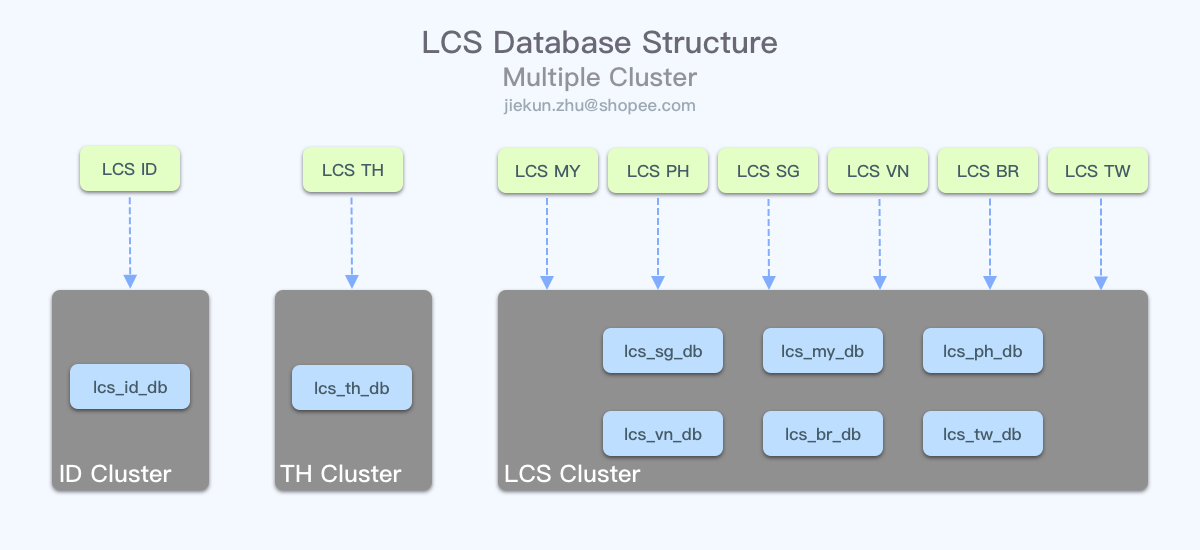 LCS Database Structure
Multiple Cluster
jiekun.zhu@shopee.com
LCS ID
LCS TH
LCS MY
LCS PH
LCS SG
LCS VN
LCS BR
LCS TW
lcs_id_db
ID Cluster
lcs_th_db
TH Cluster
lcs_sg_db
lcs_my_db
lcs_ph_db
lcs_vn_db
lcs_br_db
lcs_tw_db
LCS Cluster